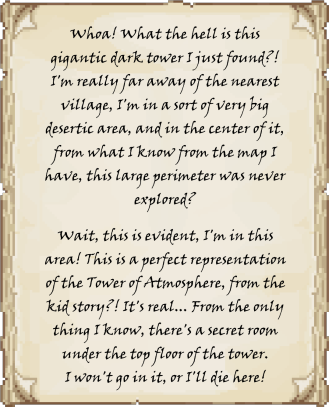 Whoa! What the hell is this
gigantic dark tower I just found?!
I'm really far away of the nearest
village, I'm in a sort of very big
desertic area, and in the center of it,
from what I know from the map I
have, this large perimeter was never
explored?
Wait, this is evident, I'm in this
area! This is a perfect representation
of the Tower of Atmosphere, from the
kid story?! It's real... From the only
thing I know, there's a secret room
under the top floor of the tower.
I won't go in it, or I'll die here!